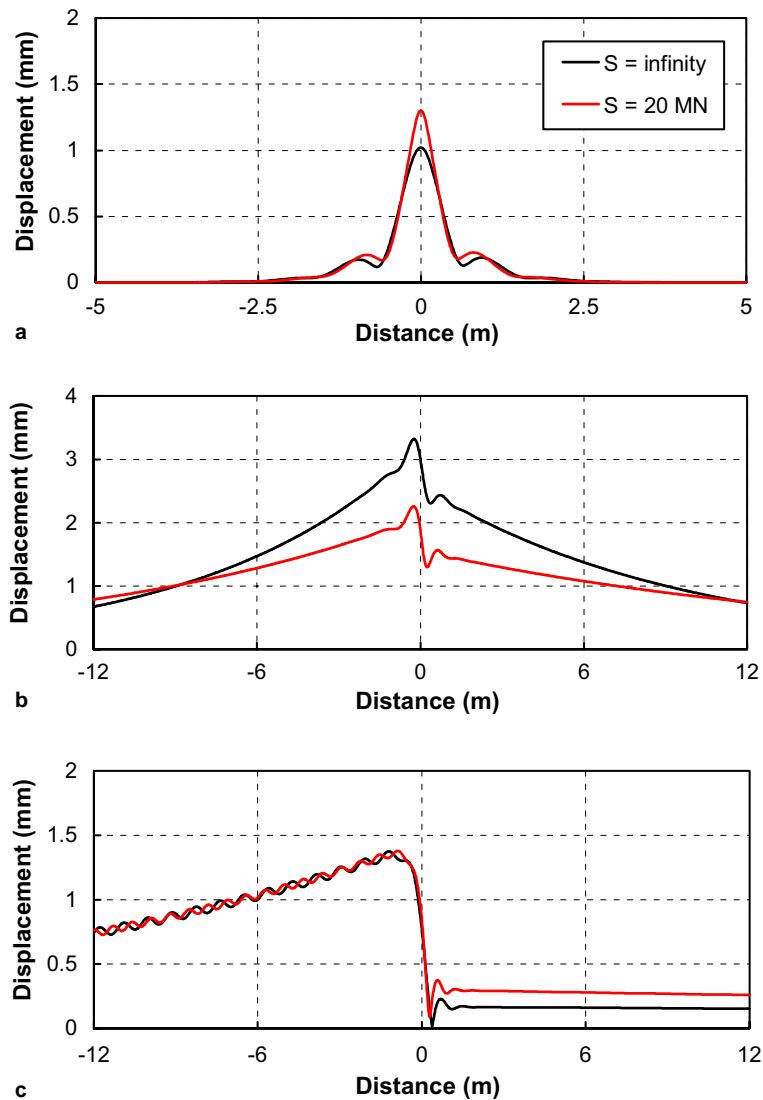 2
1.5
1
0.5
0
Displacement (mm)
S = infinity
S = 20 MN
-5
-2.5
0
2.5
5
Distance (m)
a
4
3
2
1
0
Displacement (mm)
-12
-6
0
6
12
Distance (m)
b
2
1.5
1
0.5
0
Displacement (mm)
-12
-6
0
6
12
Distance (m)
c